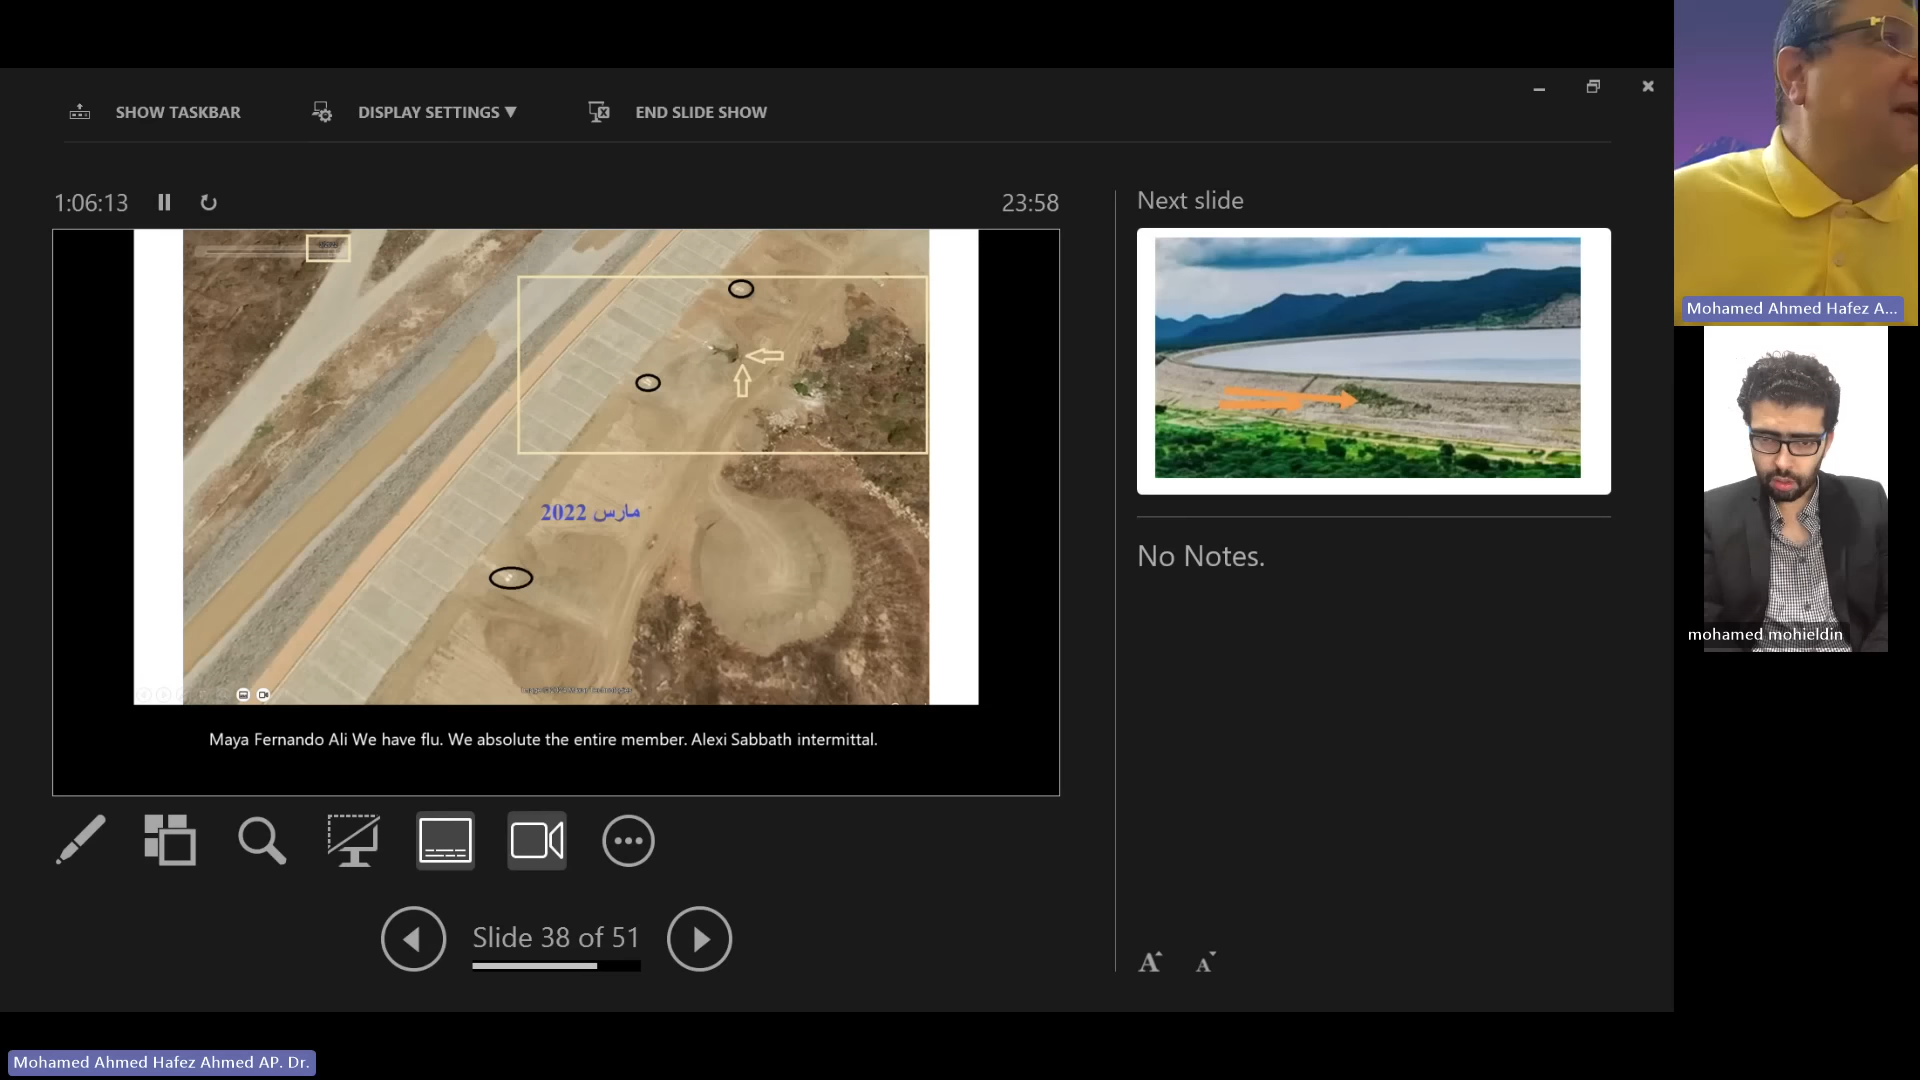 SHOW TASKBAR
DISPLAY SETTINGS ▼
END SLIDE SHOW
1:06:13
23:58
Next slide
مارس 2022
Maya Fernando Ali We have flu. We absolute the entire member. Alexi Sabbath intermittal.
No Notes.
Slide 38 of 51
A
A
Mohamed Ahmed Hafez A...
mohamed mohieldin
Mohamed Ahmed Hafez Ahmed AP. Dr.